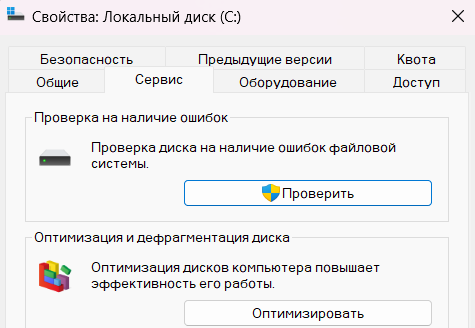 Свойства: Локальный диск (C:)
Безопасность Предыдущие версии Квота
Общие Сервис Оборудование Доступ
Проверка на наличие ошибок
Проверка диска на наличие ошибок файловой
системы.
Проверить
Оптимизация и дефрагментация диска
Оптимизация дисков компьютера повышает
эффективность его работы.
Оптимизировать